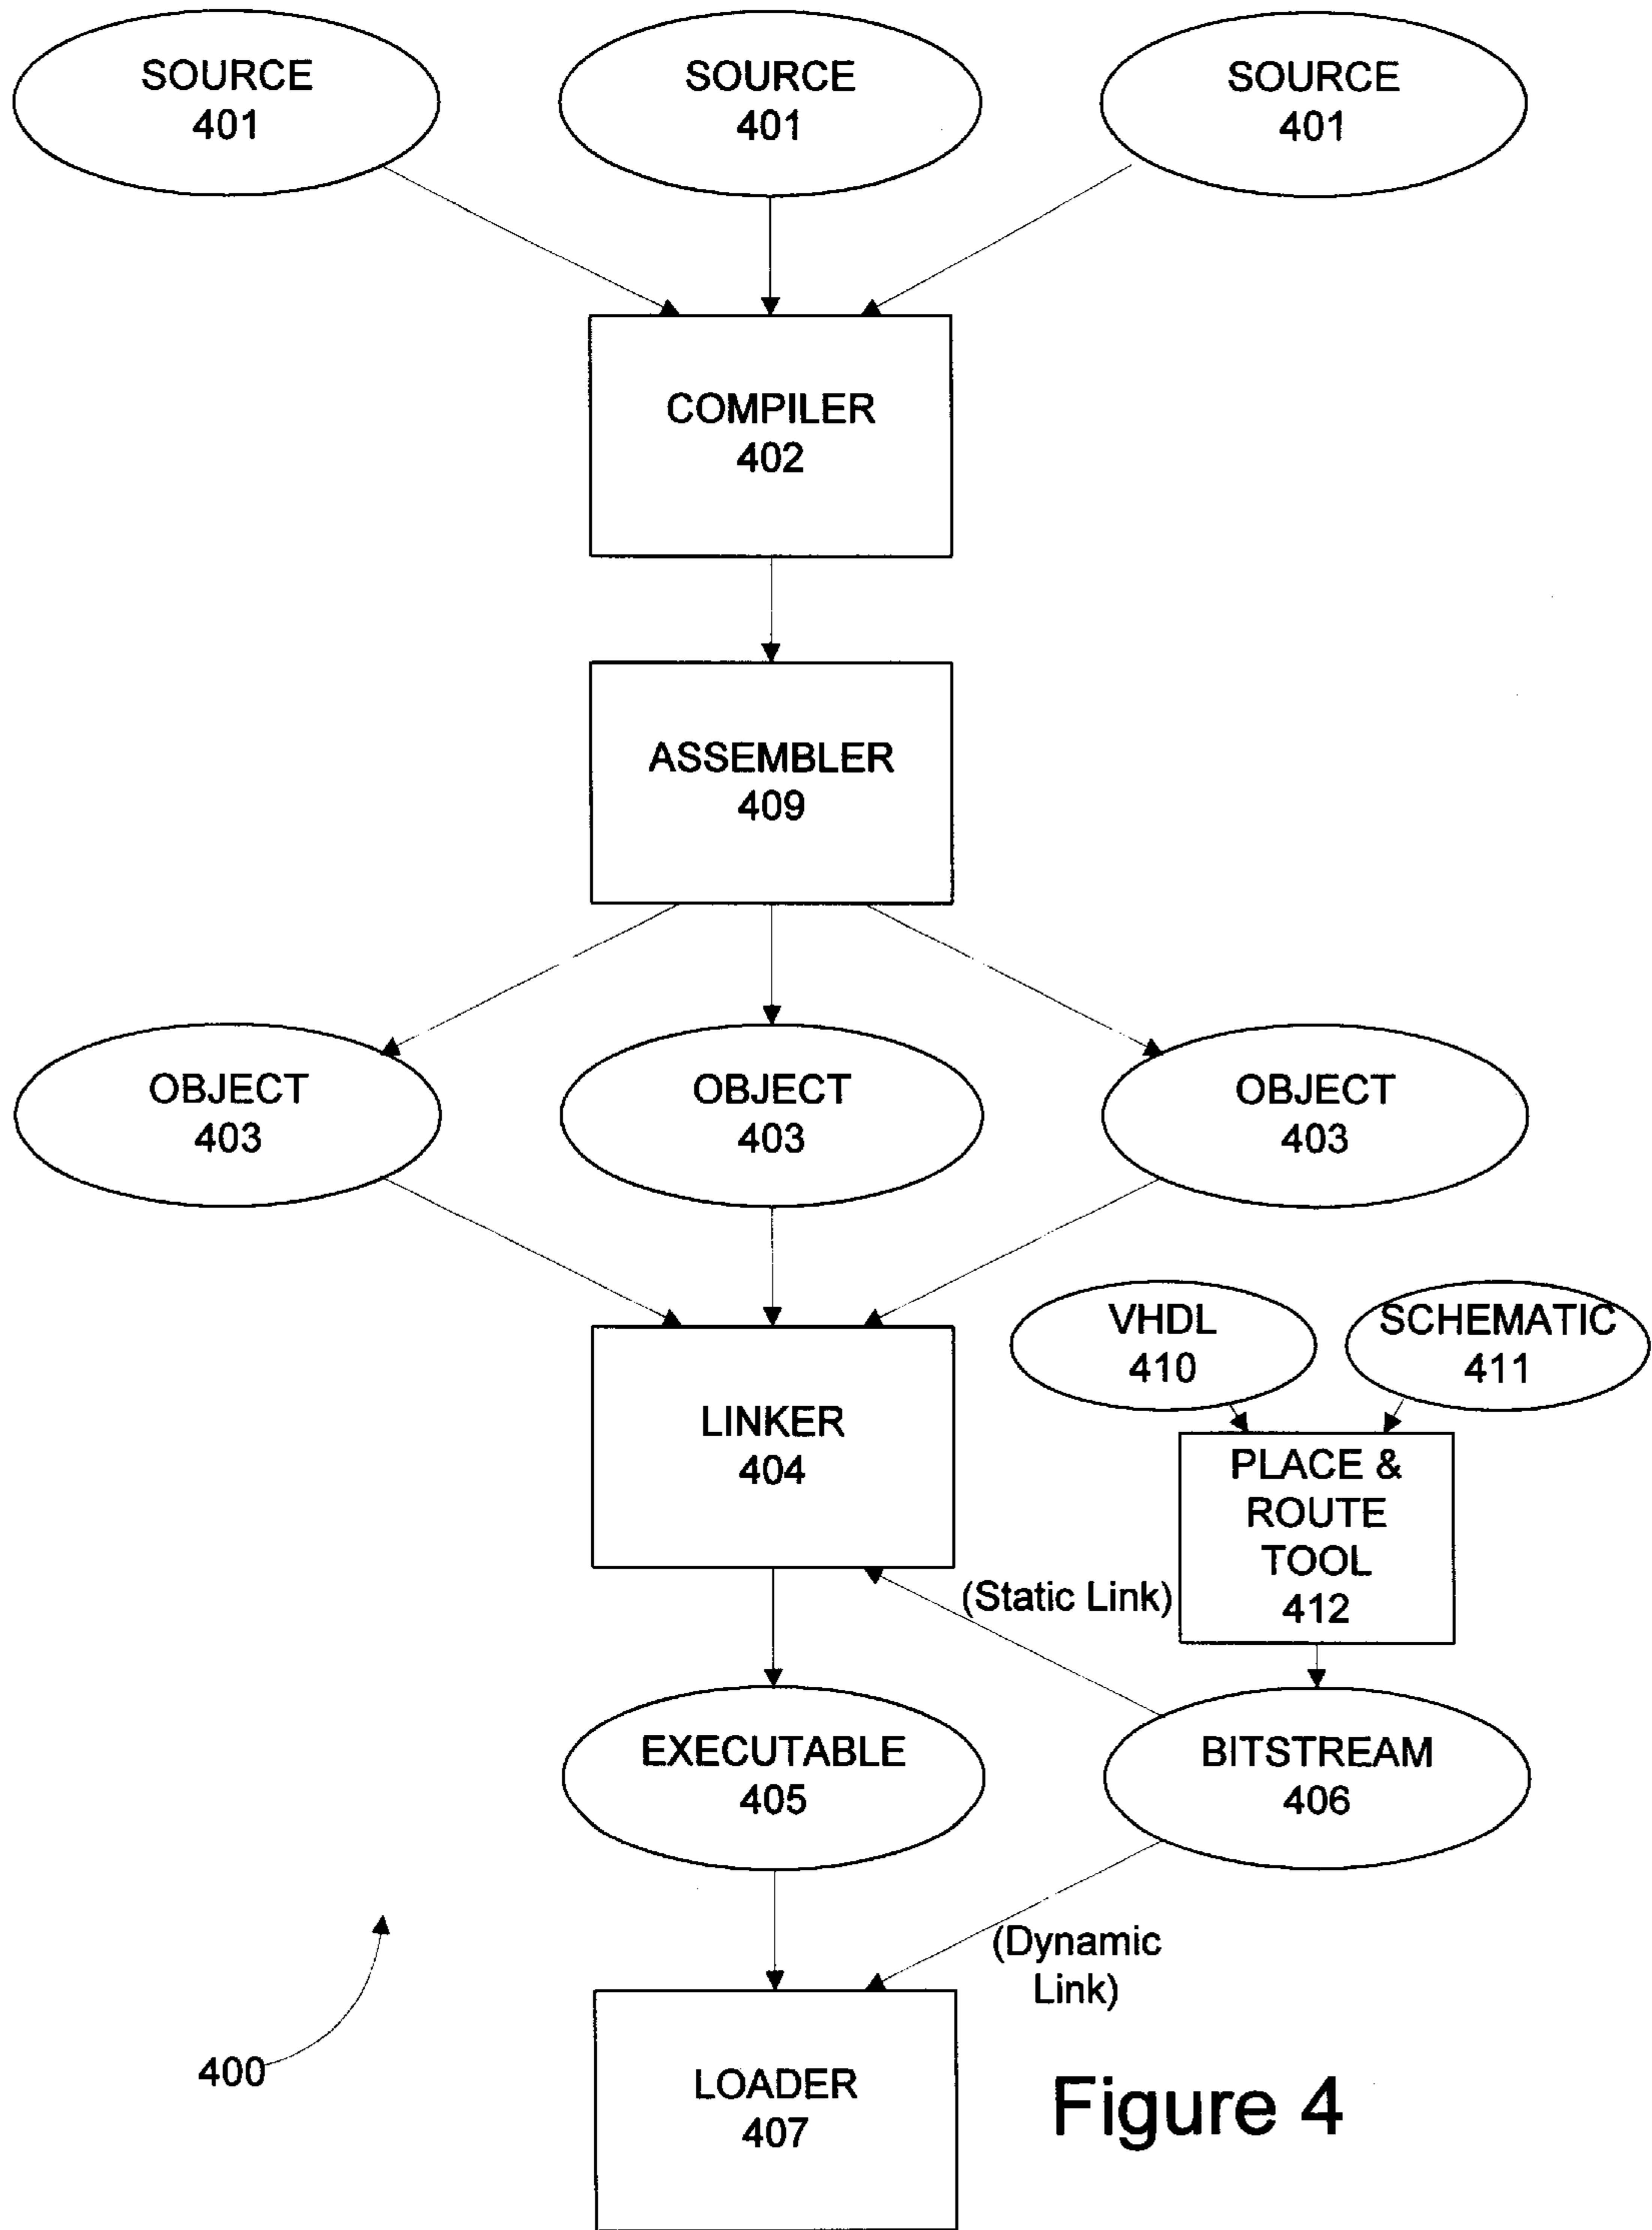 SOURCE
401
SOURCE
401
SOURCE
401
COMPILER
402
ASSEMBLER
409
OBJECT
403
OBJECT
403
OBJECT
403
LINKER
404
VHDL
410
SCHEMATIC
411
PLACE &
ROUTE
TOOL
412
(Static Link)
EXECUTABLE
405
BITSTREAM
406
(Dynamic
Link)
400
LOADER
407
Figure 4